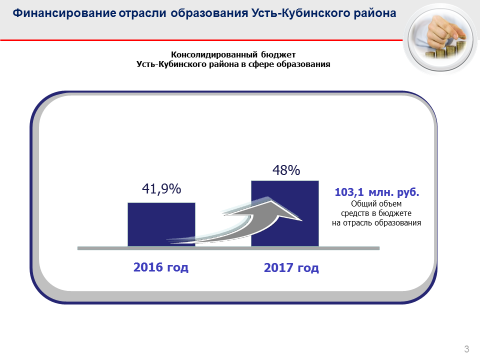 Финансирование отрасли образования Усть-Кубинского района
Консолидированный бюджет
Усть-Кубинского района в сфере образования
48%
41,9%
103,1 млн. руб.
Общий объем
средств в бюджете
на отрасль образования
2016 год
2017 год
3